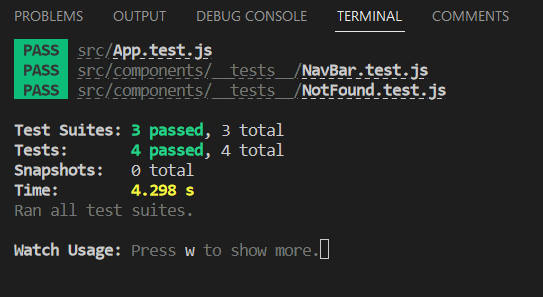 PROBLEMS OUTPUT DEBUG CONSOLE TERMINAL COMMENTS
PASS src/App.test.js
PASS src/components/__tests__/NavBar.test.js
PASS src/components/__tests__/NotFound.test.js
Test Suites: 3 passed, 3 total
Tests: 4 passed, 4 total
Snapshots: 0 total
Time: 4.298 s
Ran all test suites.
Watch Usage: Press w to show more.